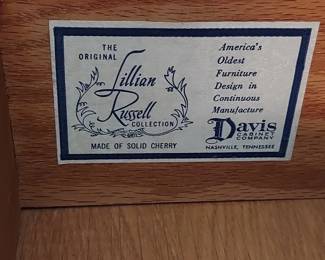 THE
ORIGINAL
Lillian
Russell
COLLECTION
MADE OF SOLID CHERRY
America's
Oldest
Furniture
Design in
Continuous
Manufacture
Davis
CABINET
COMPANY
NASHVILLE, TENNESSEE